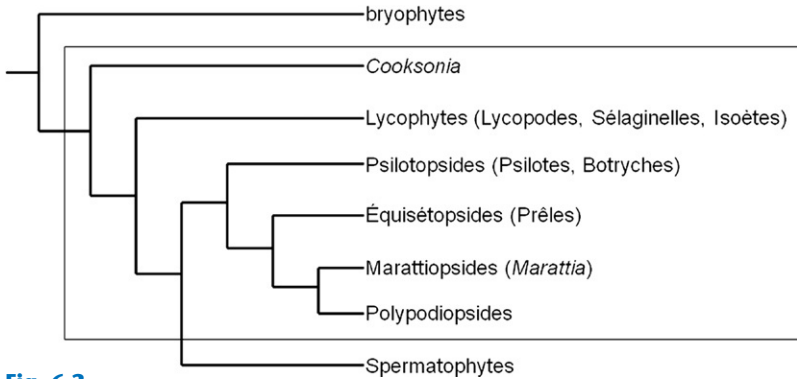 bryophytes
Cooksonia
Lycophytes (Lycopodes, Sélaginelles, Isoètes)
Psilotopsides (Psilotes, Botryches)
Équisétopsides (Prêles)
Marattiopsides (Marattia)
Polypodiopsides
Spermatophytes